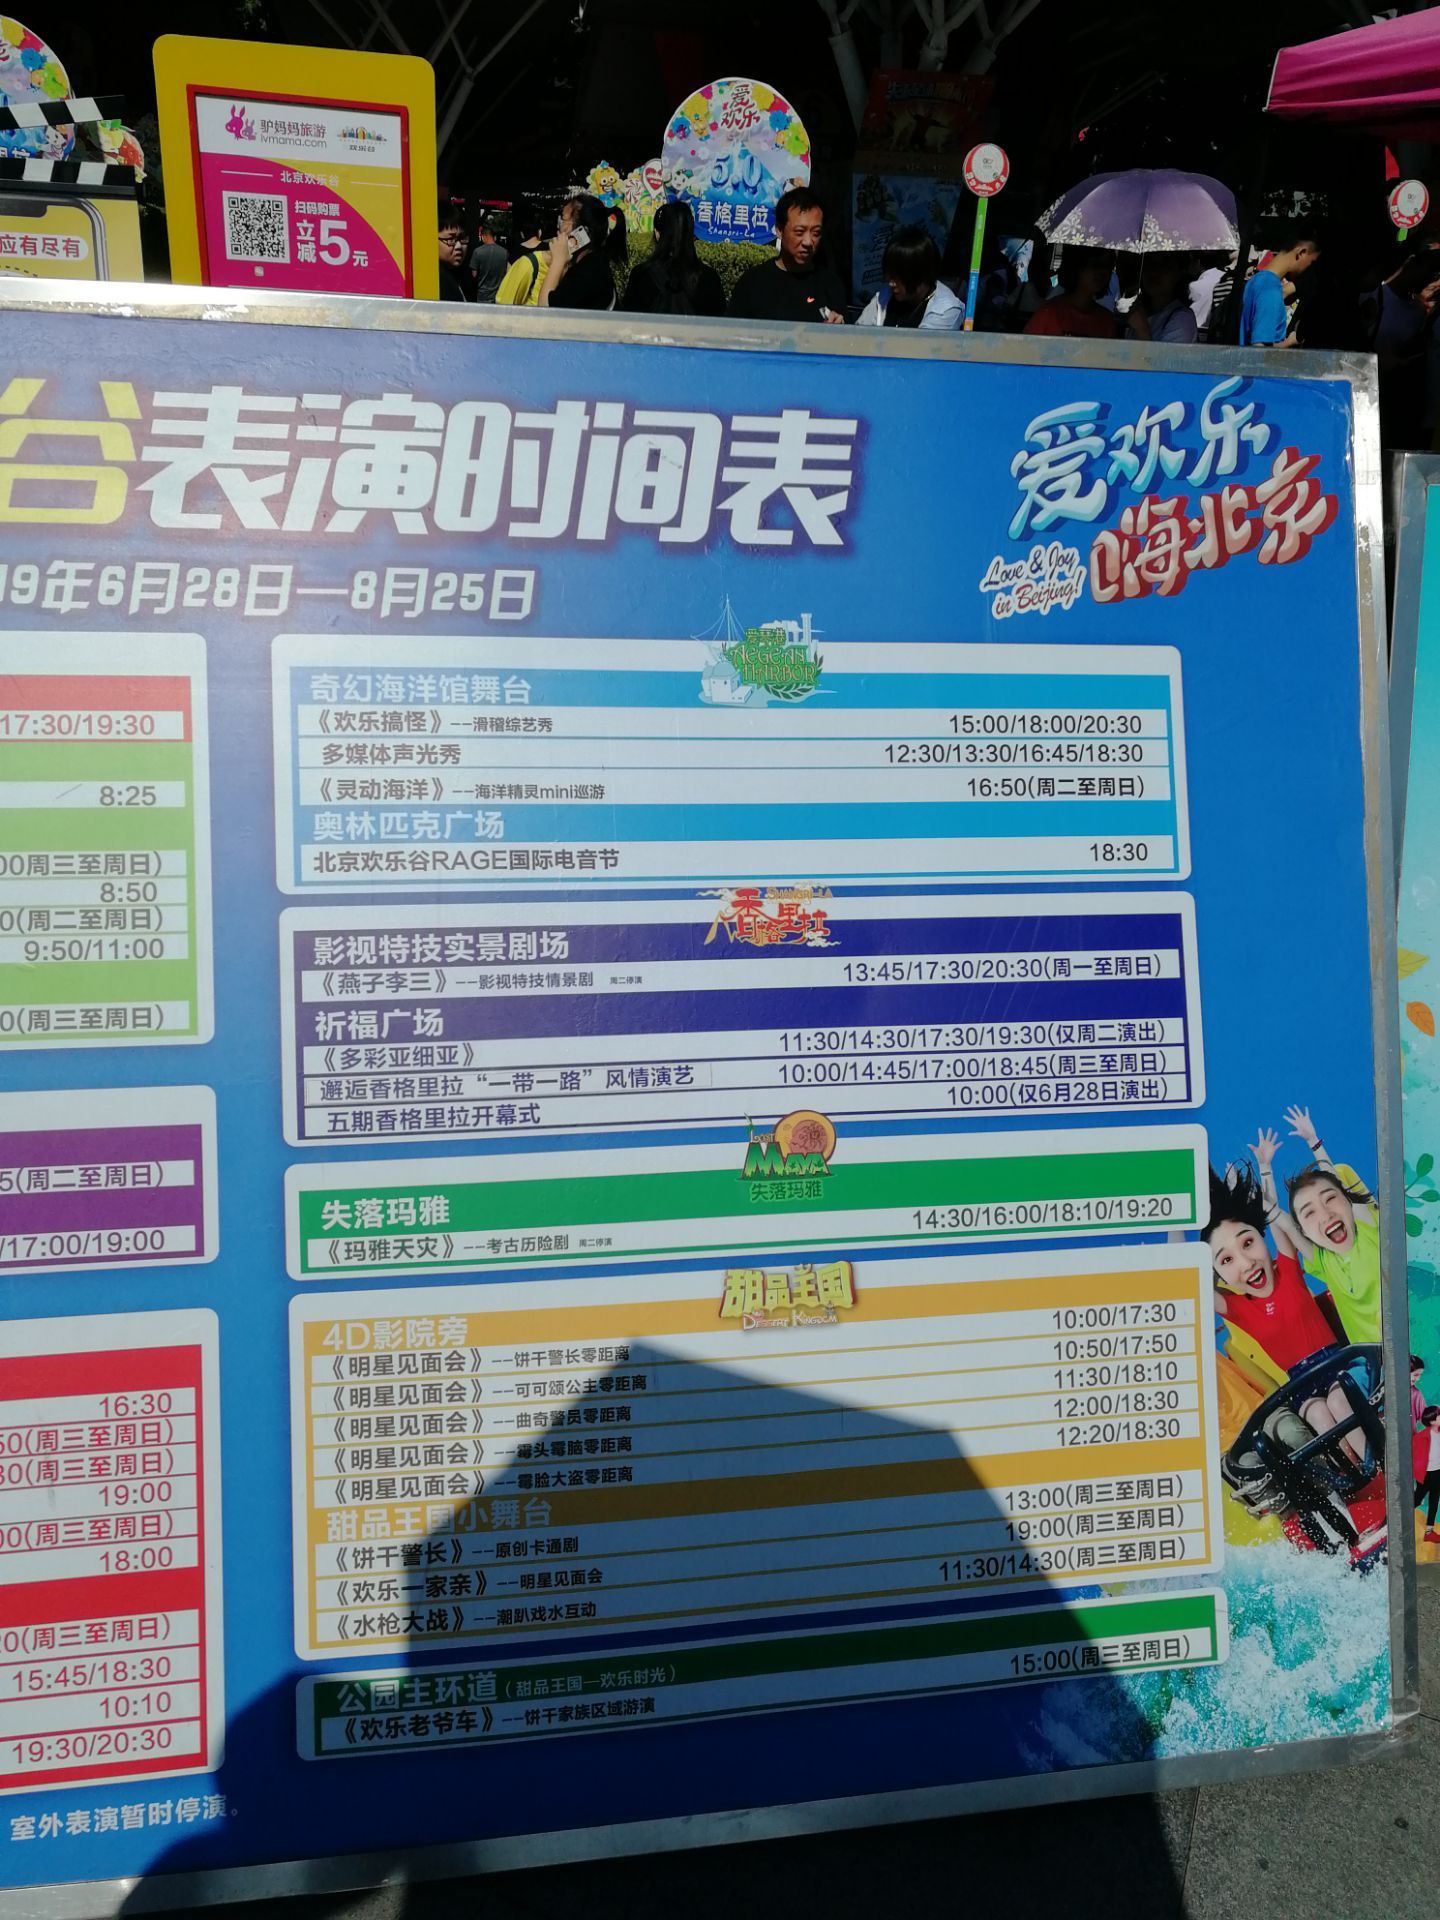 驴妈妈旅游
lvmama.com
欢乐谷
北京欢乐谷
扫码购票
立减5元
应有尽有
爱欢乐
5.0
香格里拉
Shangri-La
谷表演时间表
19年6月28日—8月25日
爱欢乐
嗨北京
Love & Joy
in Beijing!
17:30/19:30
8:25
00(周三至周日)
8:50
0(周二至周日)
9:50/11:00
0(周三至周日)
5(周二至周日)
/17:00/19:00
16:30
50(周三至周日)
30(周三至周日)
19:00
00(周三至周日)
18:00
20(周三至周日)
15:45/18:30
10:10
19:30/20:30
室外表演暂时停演。
爱琴港
AEGEAN
HARBOR
奇幻海洋馆舞台
《欢乐搞怪》--滑稽综艺秀 15:00/18:00/20:30
多媒体声光秀 12:30/13:30/16:45/18:30
《灵动海洋》--海洋精灵mini巡游 16:50(周二至周日)
奥林匹克广场
北京欢乐谷RAGE国际电音节 18:30
SHANGRI-LA
香格里拉
影视特技实景剧场
《燕子李三》--影视特技情景剧 周二停演 13:45/17:30/20:30(周一至周日)
祈福广场
《多彩亚细亚》 11:30/14:30/17:30/19:30(仅周二演出)
邂逅香格里拉“一带一路”风情演艺 10:00/14:45/17:00/18:45(周三至周日)
五期香格里拉开幕式 10:00(仅6月28日演出)
LOST
MAYA
失落玛雅
失落玛雅
《玛雅天灾》--考古历险剧 周二停演 14:30/16:00/18:10/19:20
甜品王国
DESSERT KINGDOM
4D影院旁
《明星见面会》--饼干警长零距离 10:00/17:30
《明星见面会》--可可颂公主零距离 10:50/17:50
《明星见面会》--曲奇警员零距离 11:30/18:10
《明星见面会》--霉头霉脑零距离 12:00/18:30
《明星见面会》--霉脸大盗零距离 12:20/18:30
甜品王国小舞台
《饼干警长》--原创卡通剧 13:00(周三至周日)
《欢乐一家亲》--明星见面会 19:00(周三至周日)
《水枪大战》--潮趴戏水互动 11:30/14:30(周三至周日)
公园主环道(甜品王国—欢乐时光)
《欢乐老爷车》--饼干家族区域游演 15:00(周三至周日)